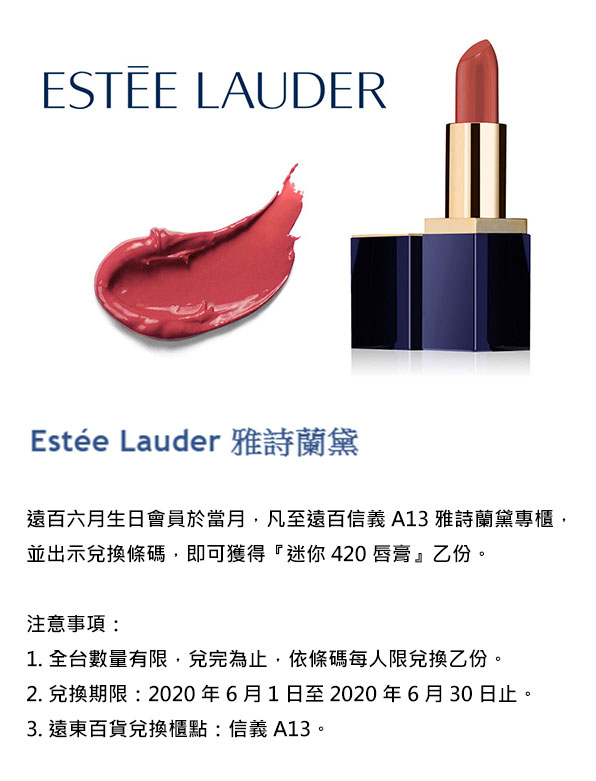 ESTĒE LAUDER
Estée Lauder 雅詩蘭黛
遠百六月生日會員於當月，凡至遠百信義 A13 雅詩蘭黛專櫃，
並出示兌換條碼，即可獲得『迷你 420 唇膏』乙份。
注意事項：
1. 全台數量有限，兌完為止，依條碼每人限兌換乙份。
2. 兌換期限：2020 年 6 月 1 日至 2020 年 6 月 30 日止。
3. 遠東百貨兌換櫃點：信義 A13。